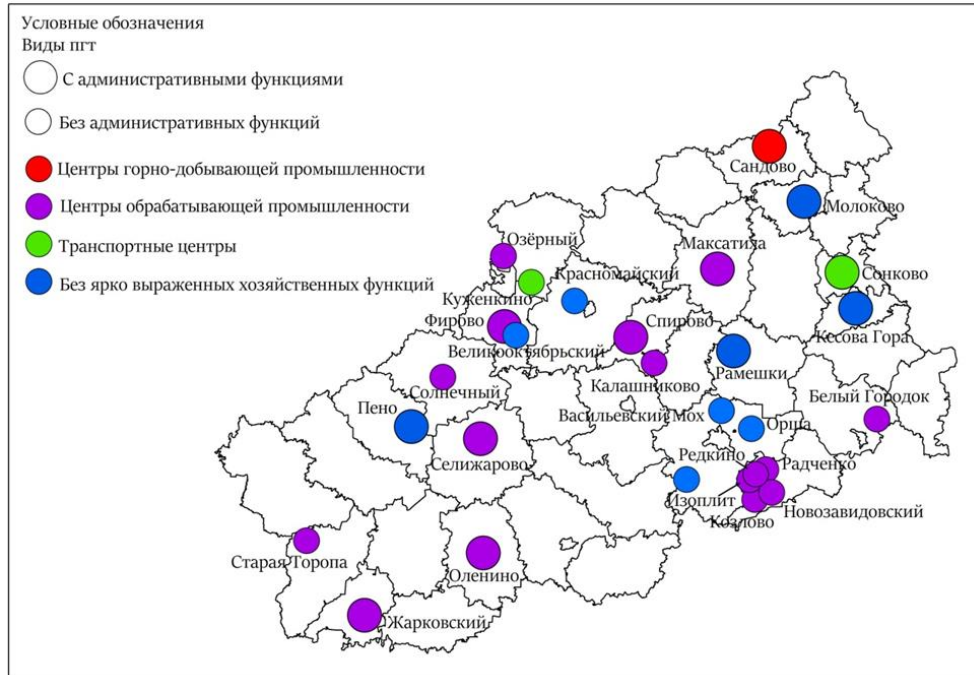 Условные обозначения
Виды пгт
С административными функциями
Без административных функций
Центры горно-добывающей промышленности
Центры обрабатывающей промышленности
Транспортные центры
Без ярко выраженных хозяйственных функций
Сандово
Молоково
Озёрный
Максатиха
Красномайский
Сонково
Куженкино
Фирово
Спирово
Кесова Гора
Великооктябрьский
Рамешки
Солнечный
Калашниково
Белый Городок
Пено
Васильевский Мох
Орша
Селижарово
Редкино
Радченко
Изоплит
Новозавидовский
Козлово
Старая Торопа
Оленино
Жарковский